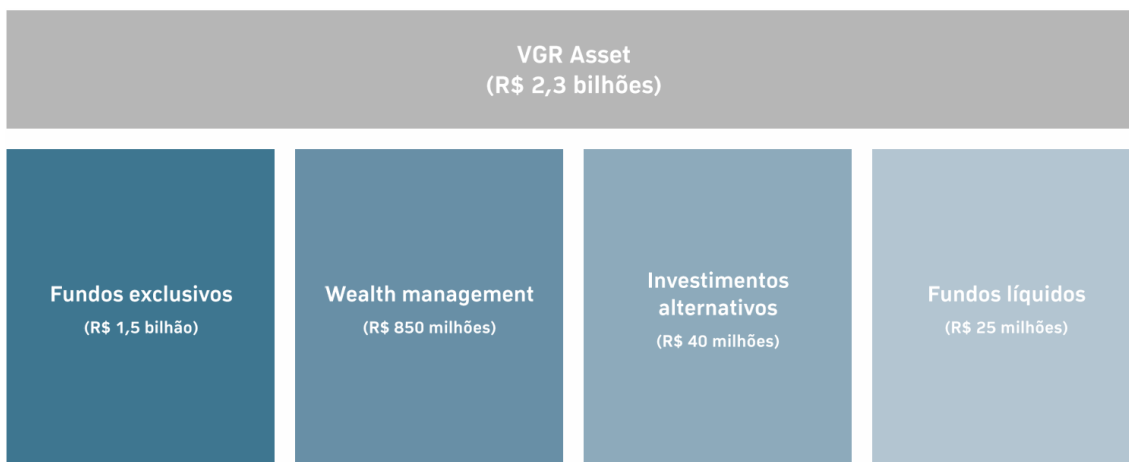 VGR Asset
(R$ 2,3 bilhões)
Fundos exclusivos
(R$ 1,5 bilhão)
Wealth management
(R$ 850 milhões)
Investimentos
alternativos
(R$ 40 milhões)
Fundos líquidos
(R$ 25 milhões)